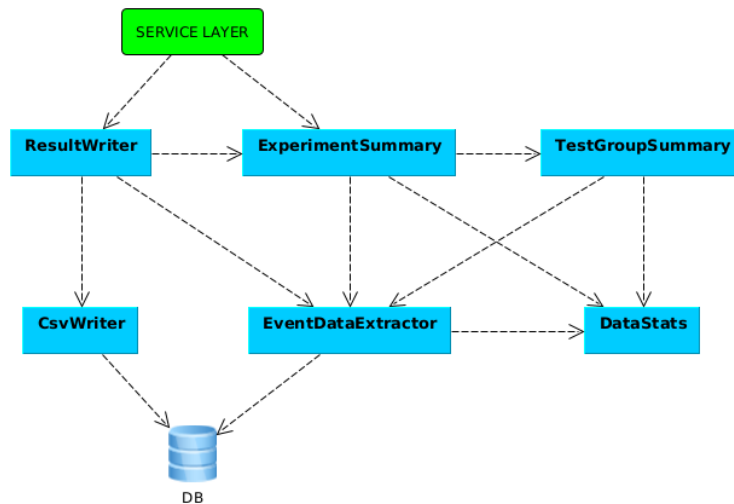 SERVICE LAYER
ResultWriter
ExperimentSummary
TestGroupSummary
CsvWriter
EventDataExtractor
DataStats
DB